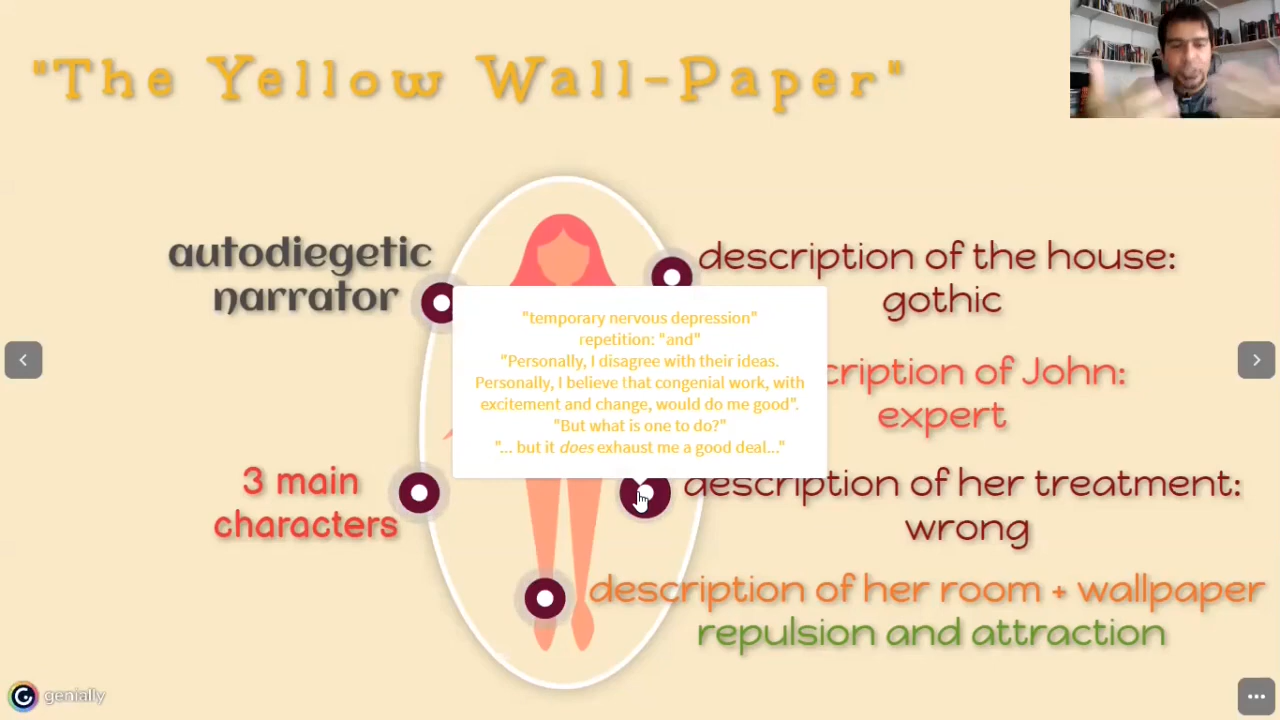 "The Yellow Wall-Paper"
autodiegetic
narrator
3 main
characters
"temporary nervous depression"
repetition: "and"
"Personally, I disagree with their ideas.
Personally, I believe that congenial work, with
excitement and change, would do me good".
"But what is one to do?"
"... but it does exhaust me a good deal..."
description of the house:
gothic
cription of John:
expert
description of her treatment:
wrong
description of her room + wallpaper
repulsion and attraction
genially